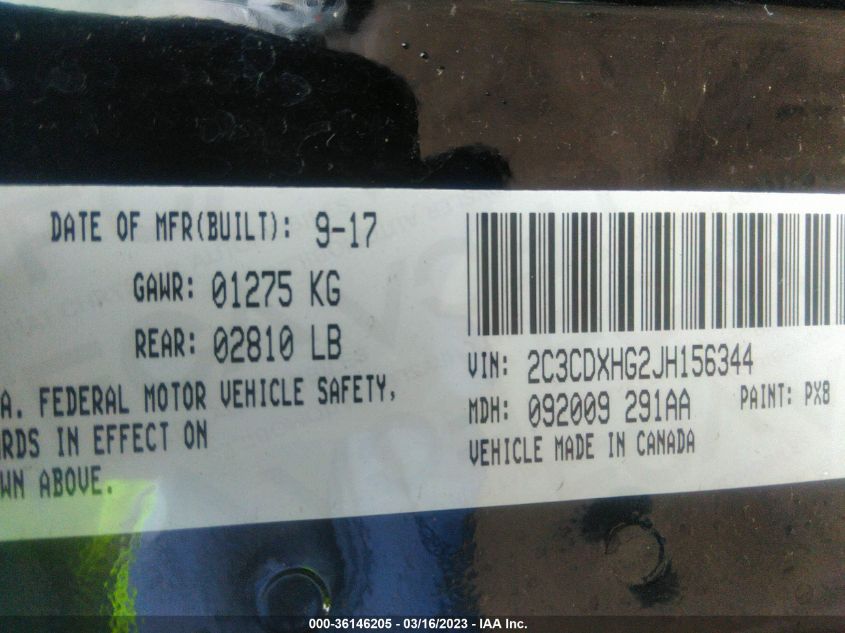 DATE OF MFR(BUILT): 9-17
GAWR: 01275 KG
REAR: 02810 LB
A. FEDERAL MOTOR VEHICLE SAFETY,
RDS IN EFFECT ON
WN ABOVE.
VIN: 2C3CDXHG2JH156344
MDH: 092009 291AA PAINT: PX8
VEHICLE MADE IN CANADA
000-36146205 - 03/16/2023 - IAA Inc.